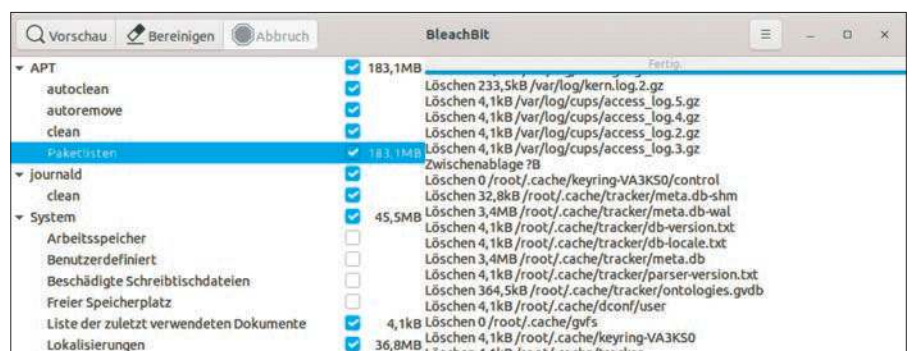 Vorschau Bereinigen Abbruch BleachBit
APT 183,1MB
autoclean
autoremove
clean
Paketlisten 183,1MB
journald
clean
System 45,5MB
Arbeitsspeicher
Benutzerdefiniert
Beschädigte Schreibtischdateien
Freier Speicherplatz
Liste der zuletzt verwendeten Dokumente 4,1kB
Lokalisierungen 36,8MB
Fertig.
Löschen 233,5kB /var/log/kern.log.2.gz
Löschen 4,1kB /var/log/cups/access_log.5.gz
Löschen 4,1kB /var/log/cups/access_log.4.gz
Löschen 4,1kB /var/log/cups/access_log.2.gz
Löschen 4,1kB /var/log/cups/access_log.3.gz
Zwischenablage ?B
Löschen 0 /root/.cache/keyring-VA3KS0/control
Löschen 32,8kB /root/.cache/tracker/meta.db-shm
Löschen 3,4MB /root/.cache/tracker/meta.db-wal
Löschen 4,1kB /root/.cache/tracker/db-version.txt
Löschen 4,1kB /root/.cache/tracker/db-locale.txt
Löschen 3,4MB /root/.cache/tracker/meta.db
Löschen 4,1kB /root/.cache/tracker/parser-version.txt
Löschen 364,5kB /root/.cache/tracker/ontologies.gvdb
Löschen 4,1kB /root/.cache/dconf/user
Löschen 0 /root/.cache/gvfs
Löschen 4,1kB /root/.cache/keyring-VA3KS0